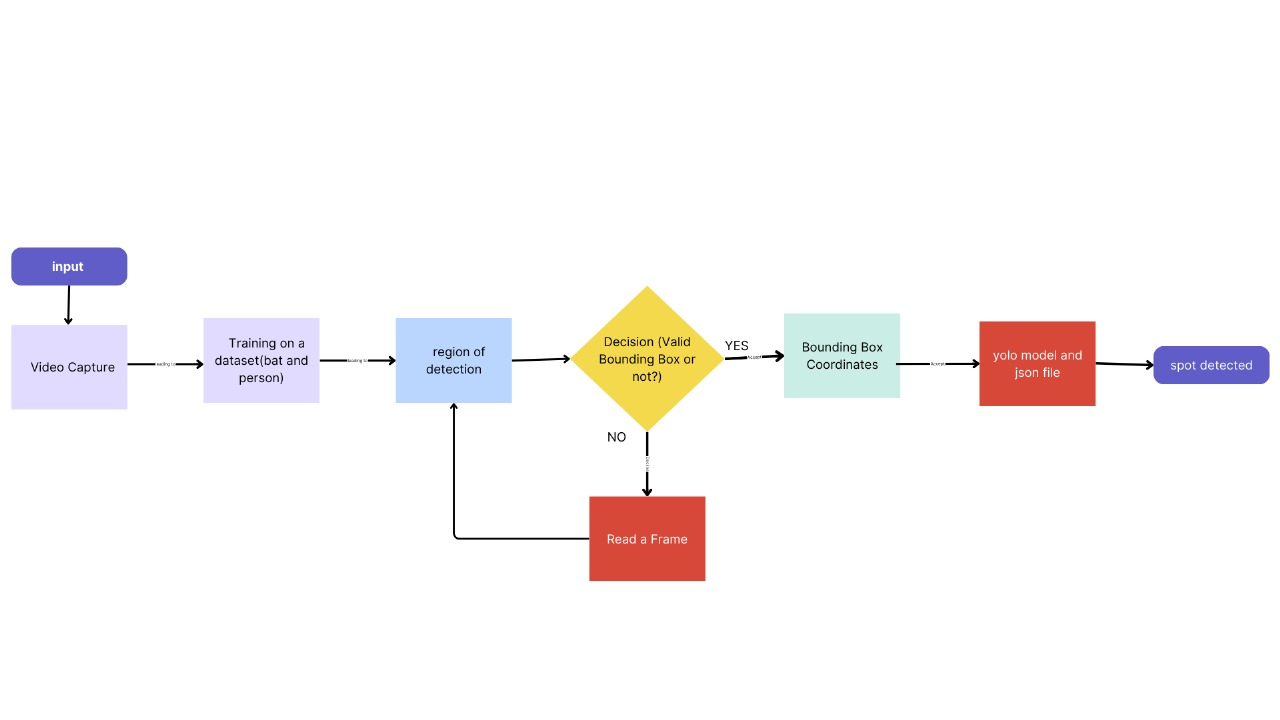 input
Video Capture
Training on a
dataset(bat and
person)
region of
detection
Decision (Valid
Bounding Box or
not?)
YES
NO
Read a Frame
Bounding Box
Coordinates
yolo model and
json file
spot detected